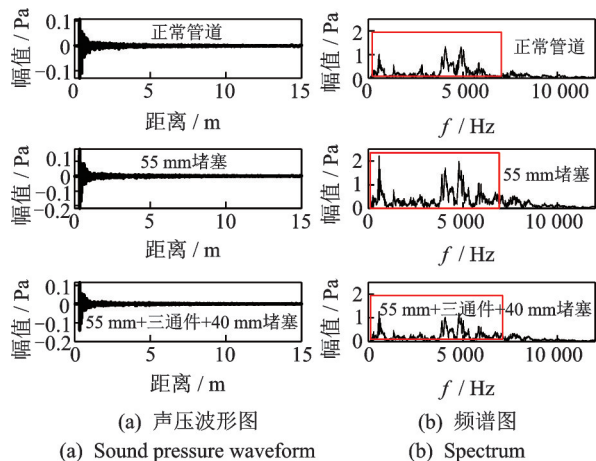 幅值 / Pa
0.1
0
−0.1
正常管道
0
5
10
15
距离 / m
幅值 / Pa
2
1
0
正常管道
5 000
10 000
f / Hz
幅值 / Pa
0.1
0
−0.1
−0.2
55 mm堵塞
0
5
10
15
距离 / m
幅值 / Pa
2
1
0
55 mm堵塞
5 000
10 000
f / Hz
幅值 / Pa
0.1
0
−0.1
−0.2
55 mm+三通件+40 mm堵塞
0
5
10
15
距离 / m
幅值 / Pa
2
1
0
55 mm+三通件+40 mm堵塞
5 000
10 000
f / Hz
(a) 声压波形图
(b) 频谱图
(a) Sound pressure waveform
(b) Spectrum